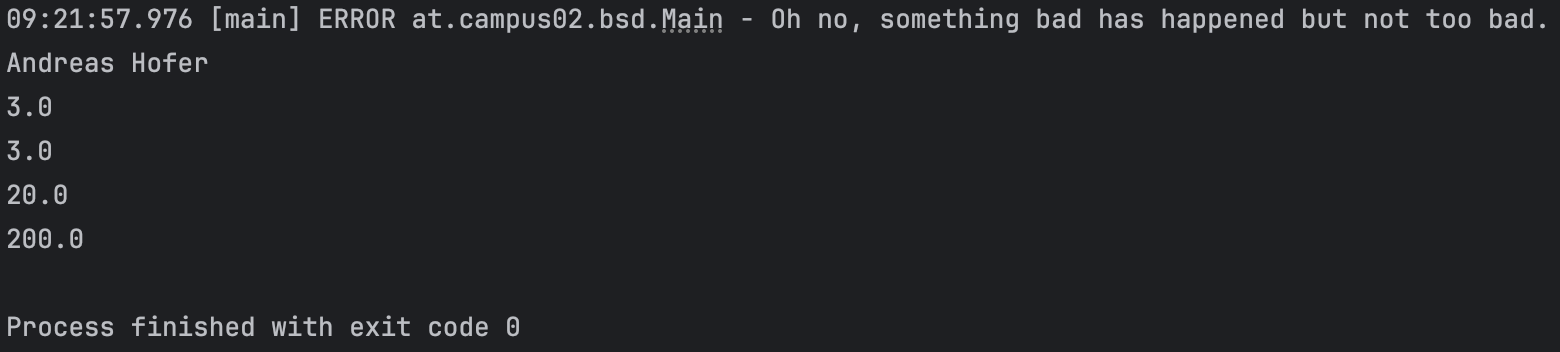 09:21:57.976 [main] ERROR at.campus02.bsd.Main - Oh no, something bad has happened but not too bad.
Andreas Hofer
3.0
3.0
20.0
200.0
Process finished with exit code 0